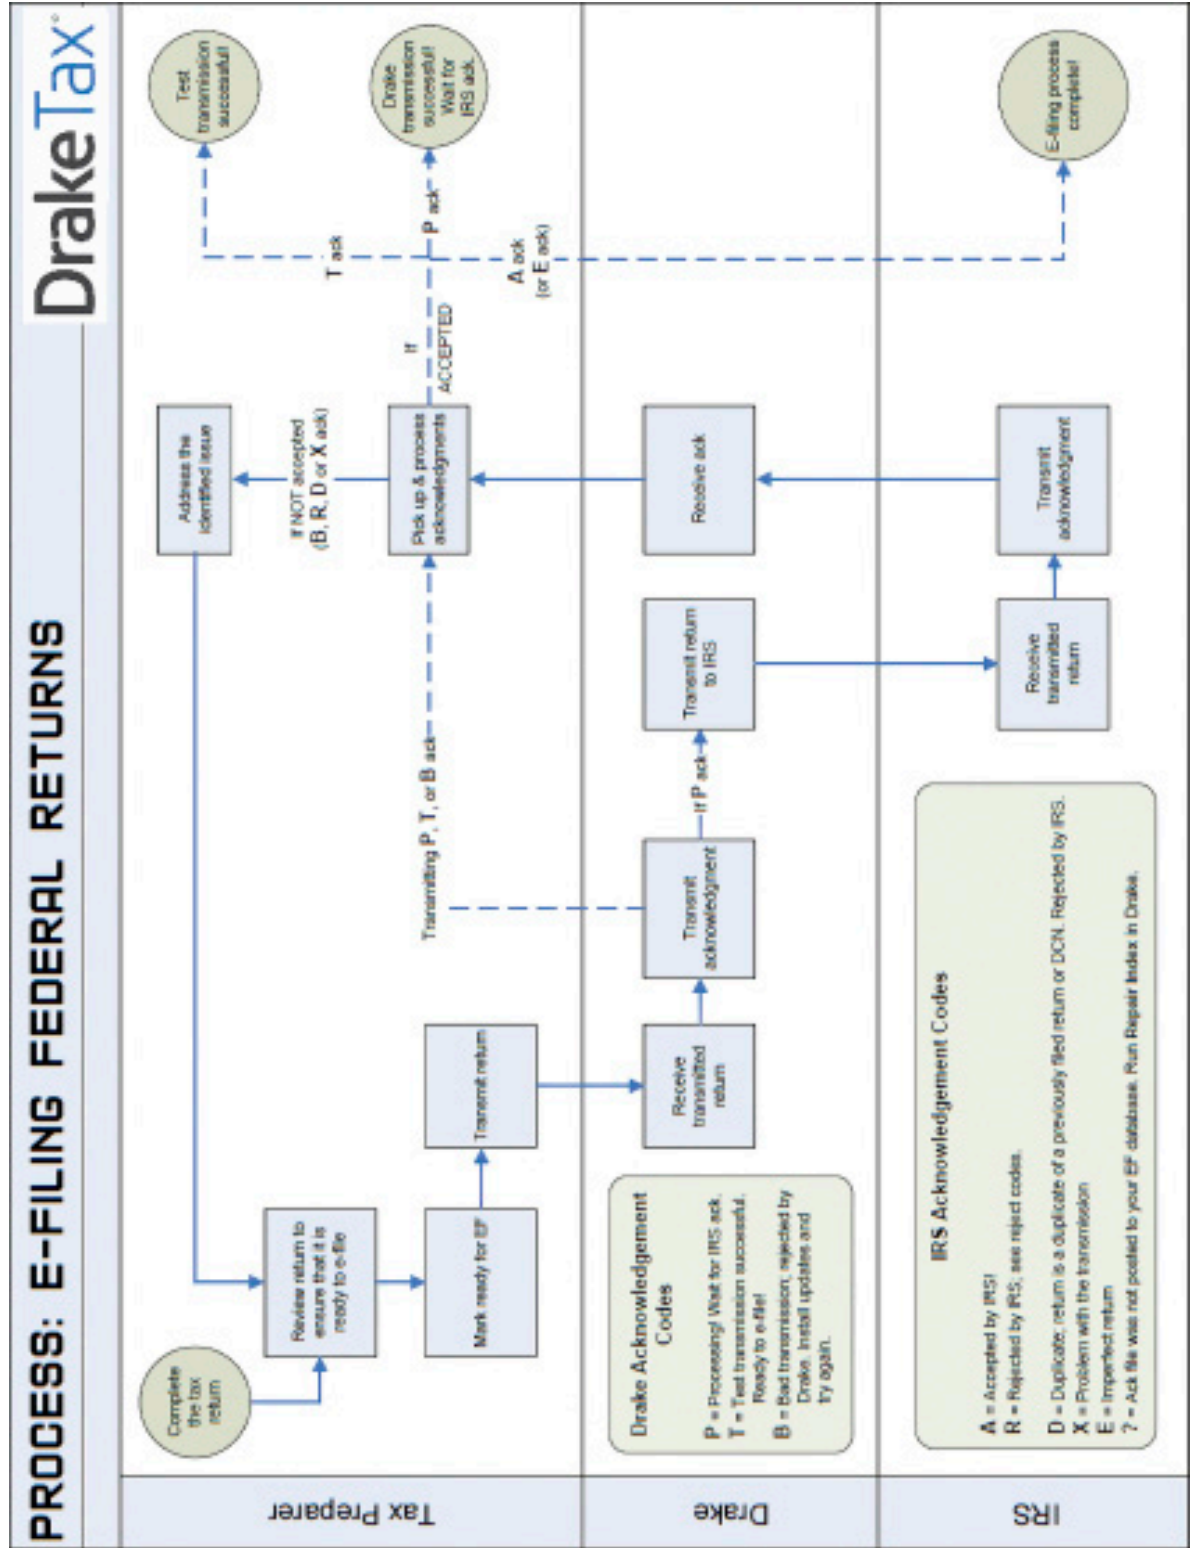 PROCESS: E-FILING FEDERAL RETURNS
DrakeTax
Tax Preparer
Complete
the tax
return
Review return to
ensure that it is
ready to e-file
Mark ready for EF
Transmit return
Transmitting P, T, or B ack
Address the
identified issue
If NOT accepted
(B, R, D or X ack)
Pick up & process
acknowledgments
If
ACCEPTED
T ack
P ack
A ack
(or E ack)
Test
transmission
successful!
Drake
transmission
successful!
Wait for
IRS ack.
Drake
Drake Acknowledgement
Codes
P = Processing! Wait for IRS ack.
T = Test transmission successful.
Ready to e-file!
B = Bad transmission; rejected by
Drake. Install updates and
try again.
Receive
transmitted
return
Transmit
acknowledgment
If P ack
Transmit return
to IRS
Receive ack
IRS
IRS Acknowledgement Codes
A = Accepted by IRS!
R = Rejected by IRS; see reject codes.
D = Duplicate; return is a duplicate of a previously filed return or DCN. Rejected by IRS.
X = Problem with the transmission
E = Imperfect return
? = Ack file was not posted to your EF database. Run Repair Index in Drake.
Receive
transmitted
return
Transmit
acknowledgment
E-filing process
complete!